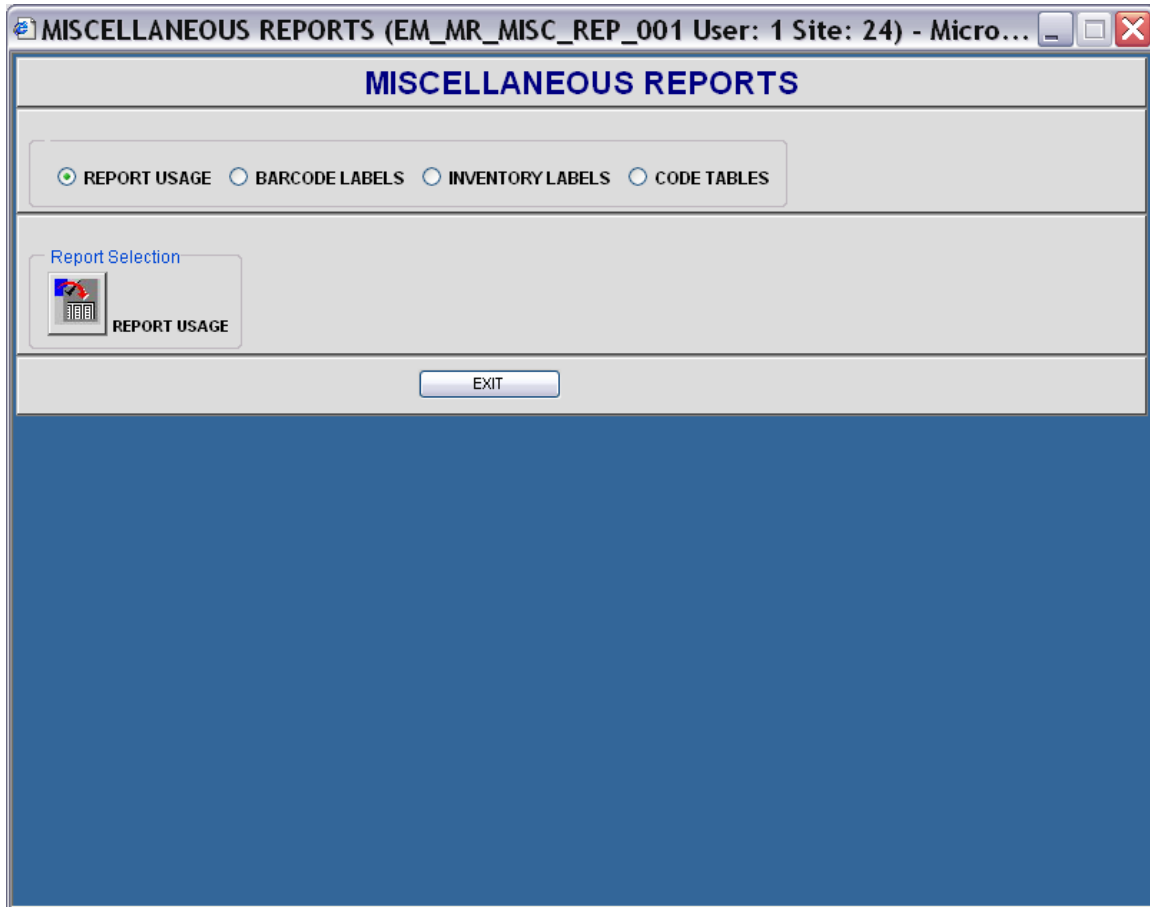 MISCELLANEOUS REPORTS (EM_MR_MISC_REP_001 User: 1 Site: 24) - Micro...
MISCELLANEOUS REPORTS
REPORT USAGE BARCODE LABELS INVENTORY LABELS CODE TABLES
Report Selection
REPORT USAGE
EXIT